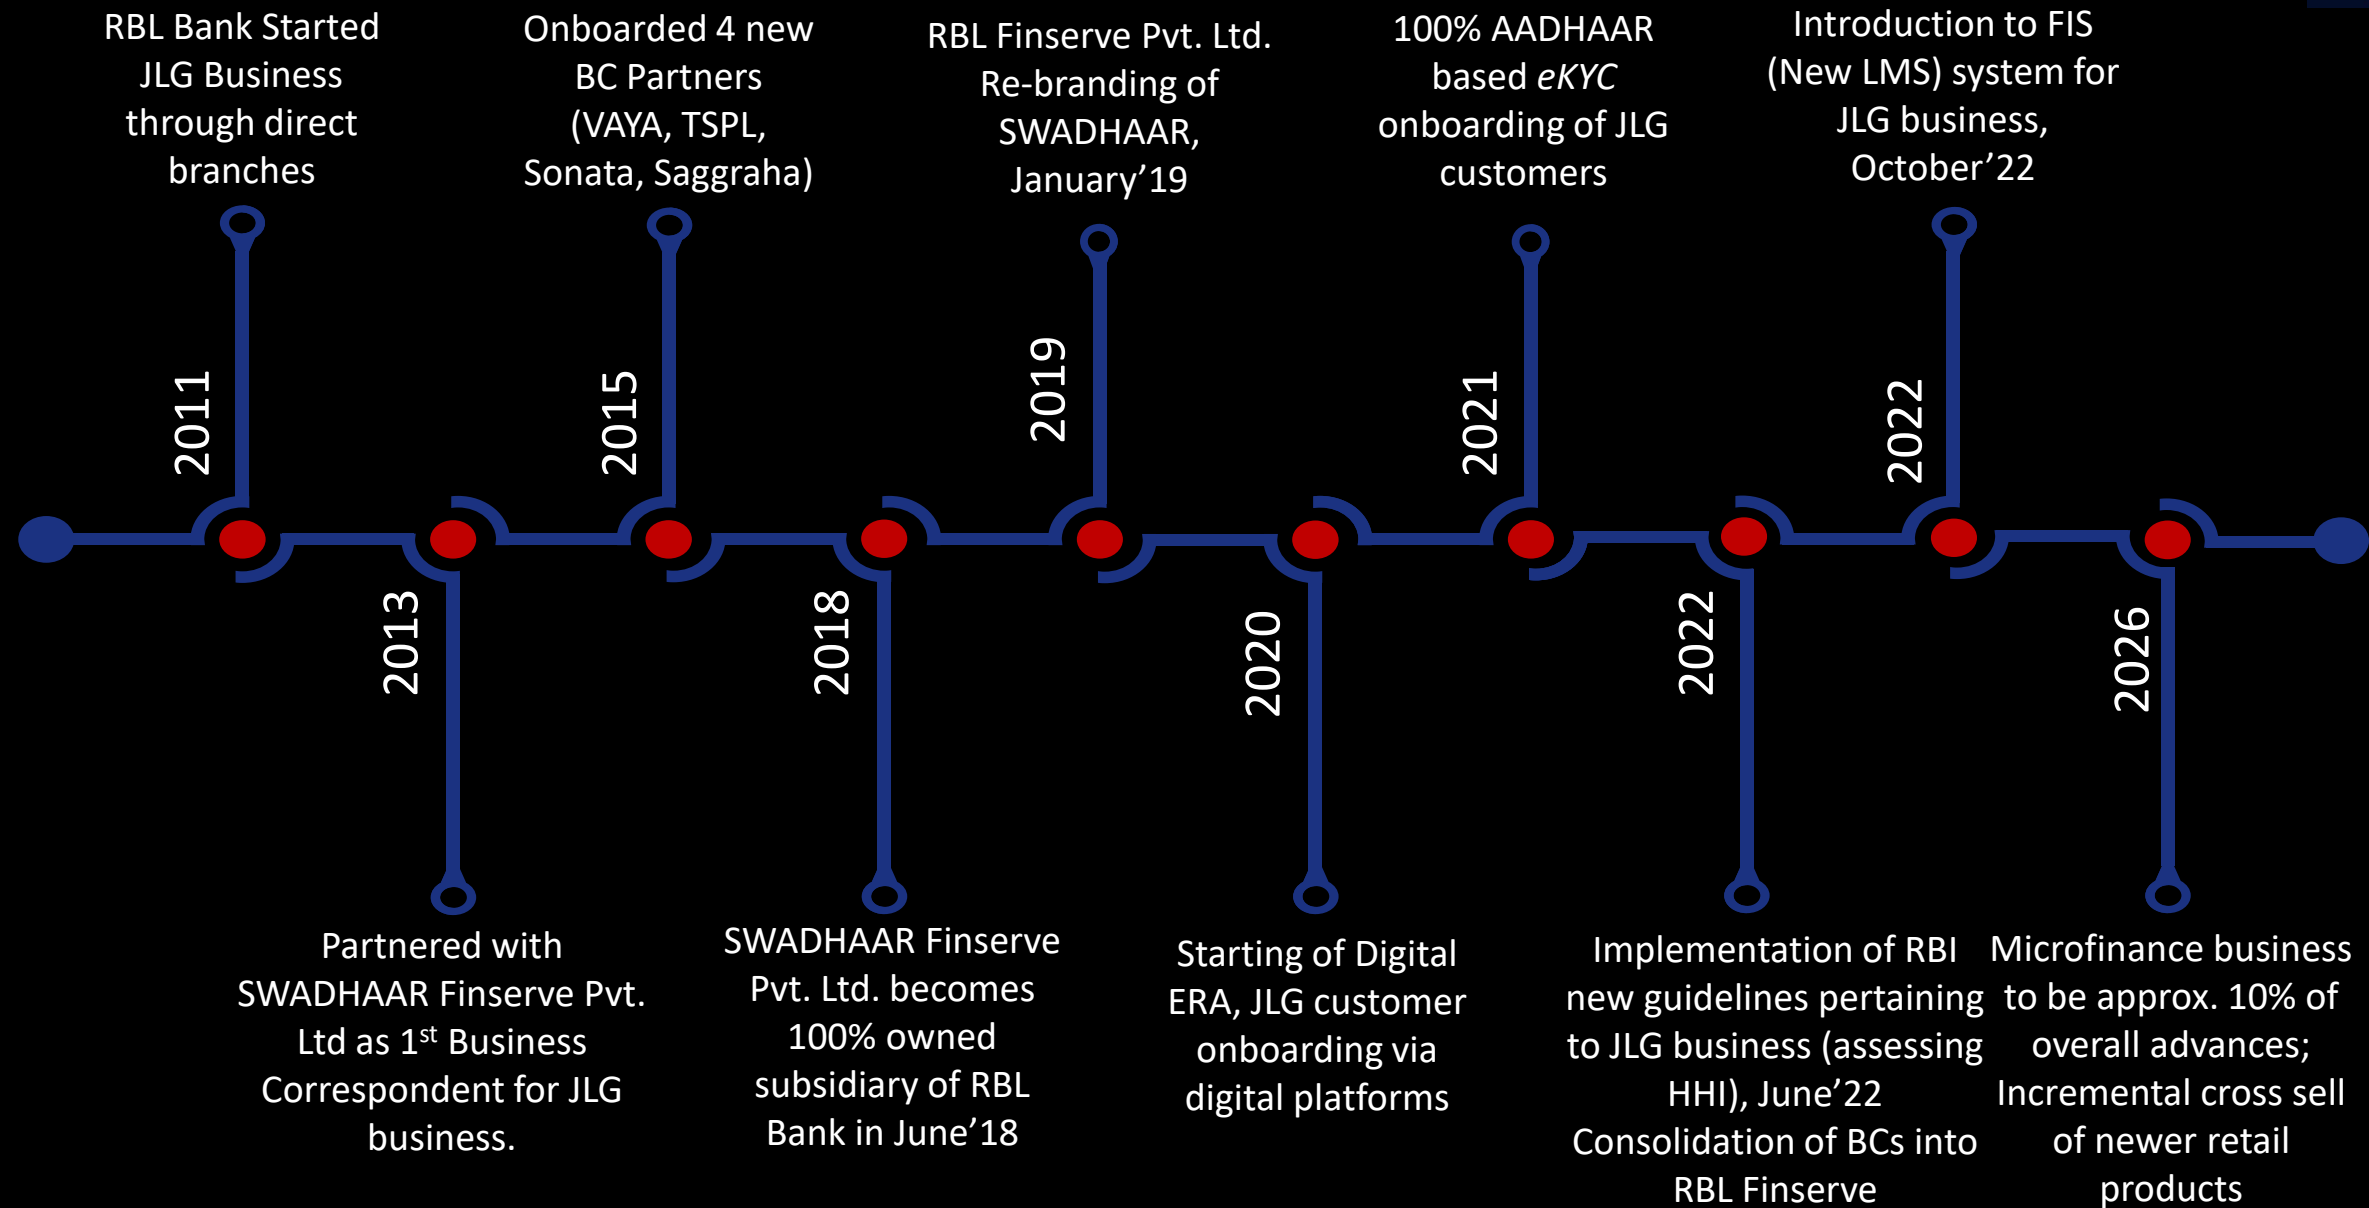 RBL Bank Started
JLG Business
through direct
branches
2011
Partnered with
SWADHAAR Finserve Pvt.
Ltd as 1st Business
Correspondent for JLG
business.
2013
Onboarded 4 new
BC Partners
(VAYA, TSPL,
Sonata, Saggraha)
2015
SWADHAAR Finserve
Pvt. Ltd. becomes
100% owned
subsidiary of RBL
Bank in June’18
2018
RBL Finserve Pvt. Ltd.
Re-branding of
SWADHAAR,
January’19
2019
Starting of Digital
ERA, JLG customer
onboarding via
digital platforms
2020
100% AADHAAR
based eKYC
onboarding of JLG
customers
2021
Implementation of RBI
new guidelines pertaining
to JLG business (assessing
HHI), June’22
Consolidation of BCs into
RBL Finserve
2022
Introduction to FIS
(New LMS) system for
JLG business,
October’22
2022
Microfinance business
to be approx. 10% of
overall advances;
Incremental cross sell
of newer retail
products
2026